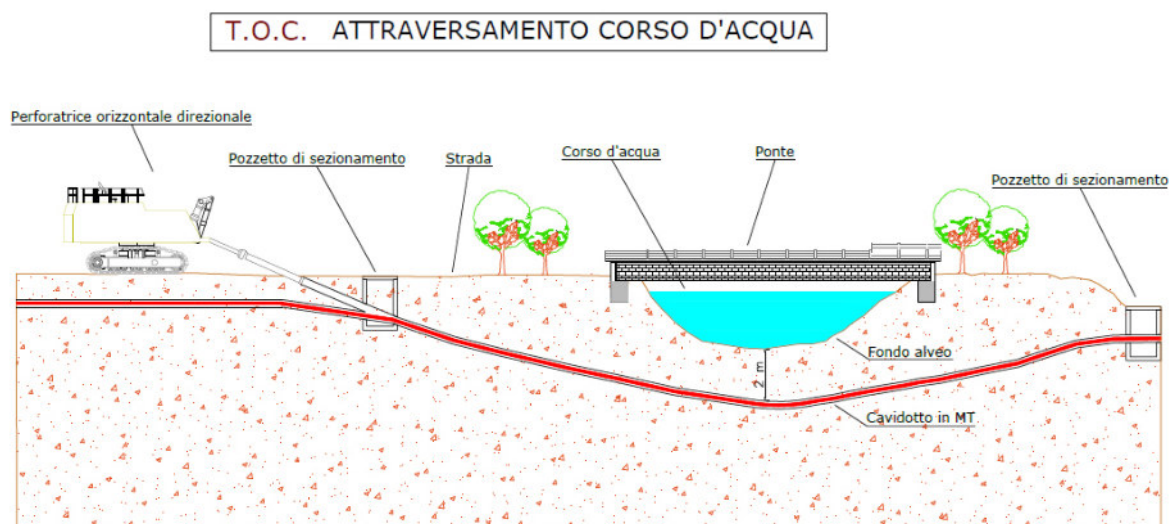 T.O.C. ATTRAVERSAMENTO CORSO D'ACQUA
Perforatrice orizzontale direzionale
Pozzetto di sezionamento
Strada
Corso d'acqua
Ponte
Pozzetto di sezionamento
Fondo alveo
2 m
Cavidotto in MT